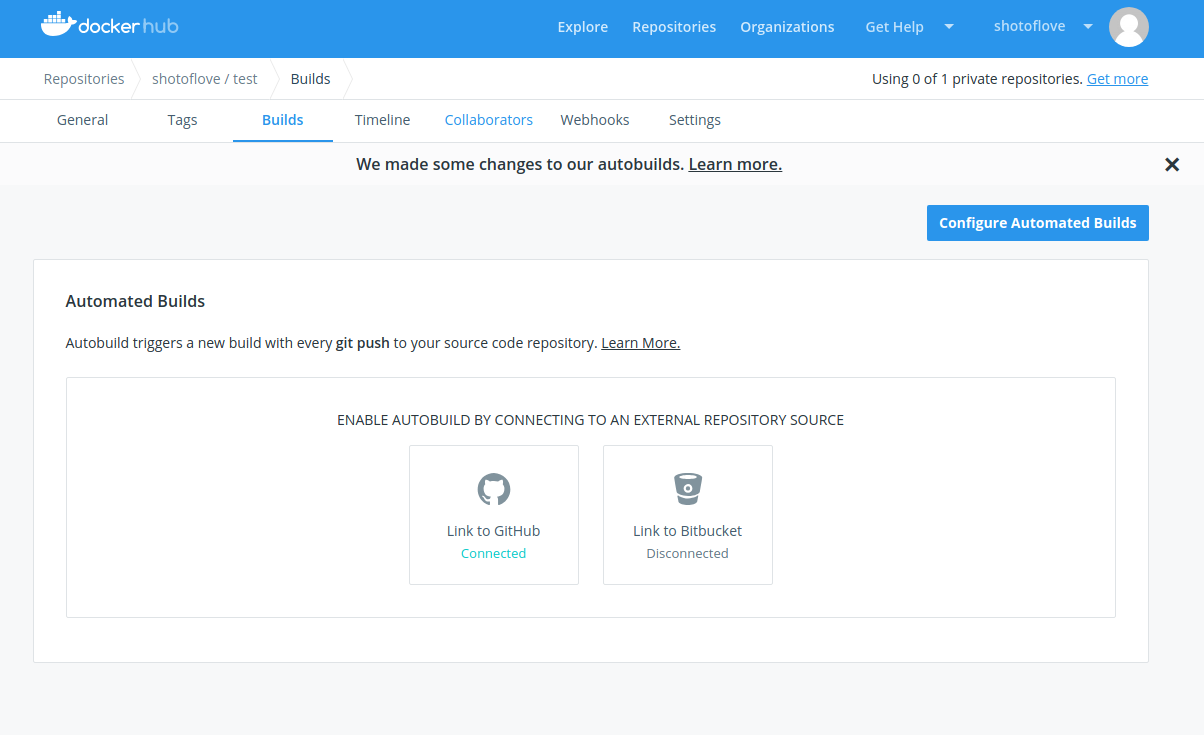 docker hub Explore Repositories Organizations Get Help shotoflove
Repositories shotoflove / test Builds Using 0 of 1 private repositories. Get more
General Tags Builds Timeline Collaborators Webhooks Settings
We made some changes to our autobuilds. Learn more.
Configure Automated Builds
Automated Builds
Autobuild triggers a new build with every git push to your source code repository. Learn More.
ENABLE AUTOBUILD BY CONNECTING TO AN EXTERNAL REPOSITORY SOURCE
Link to GitHub Link to Bitbucket
Connected Disconnected